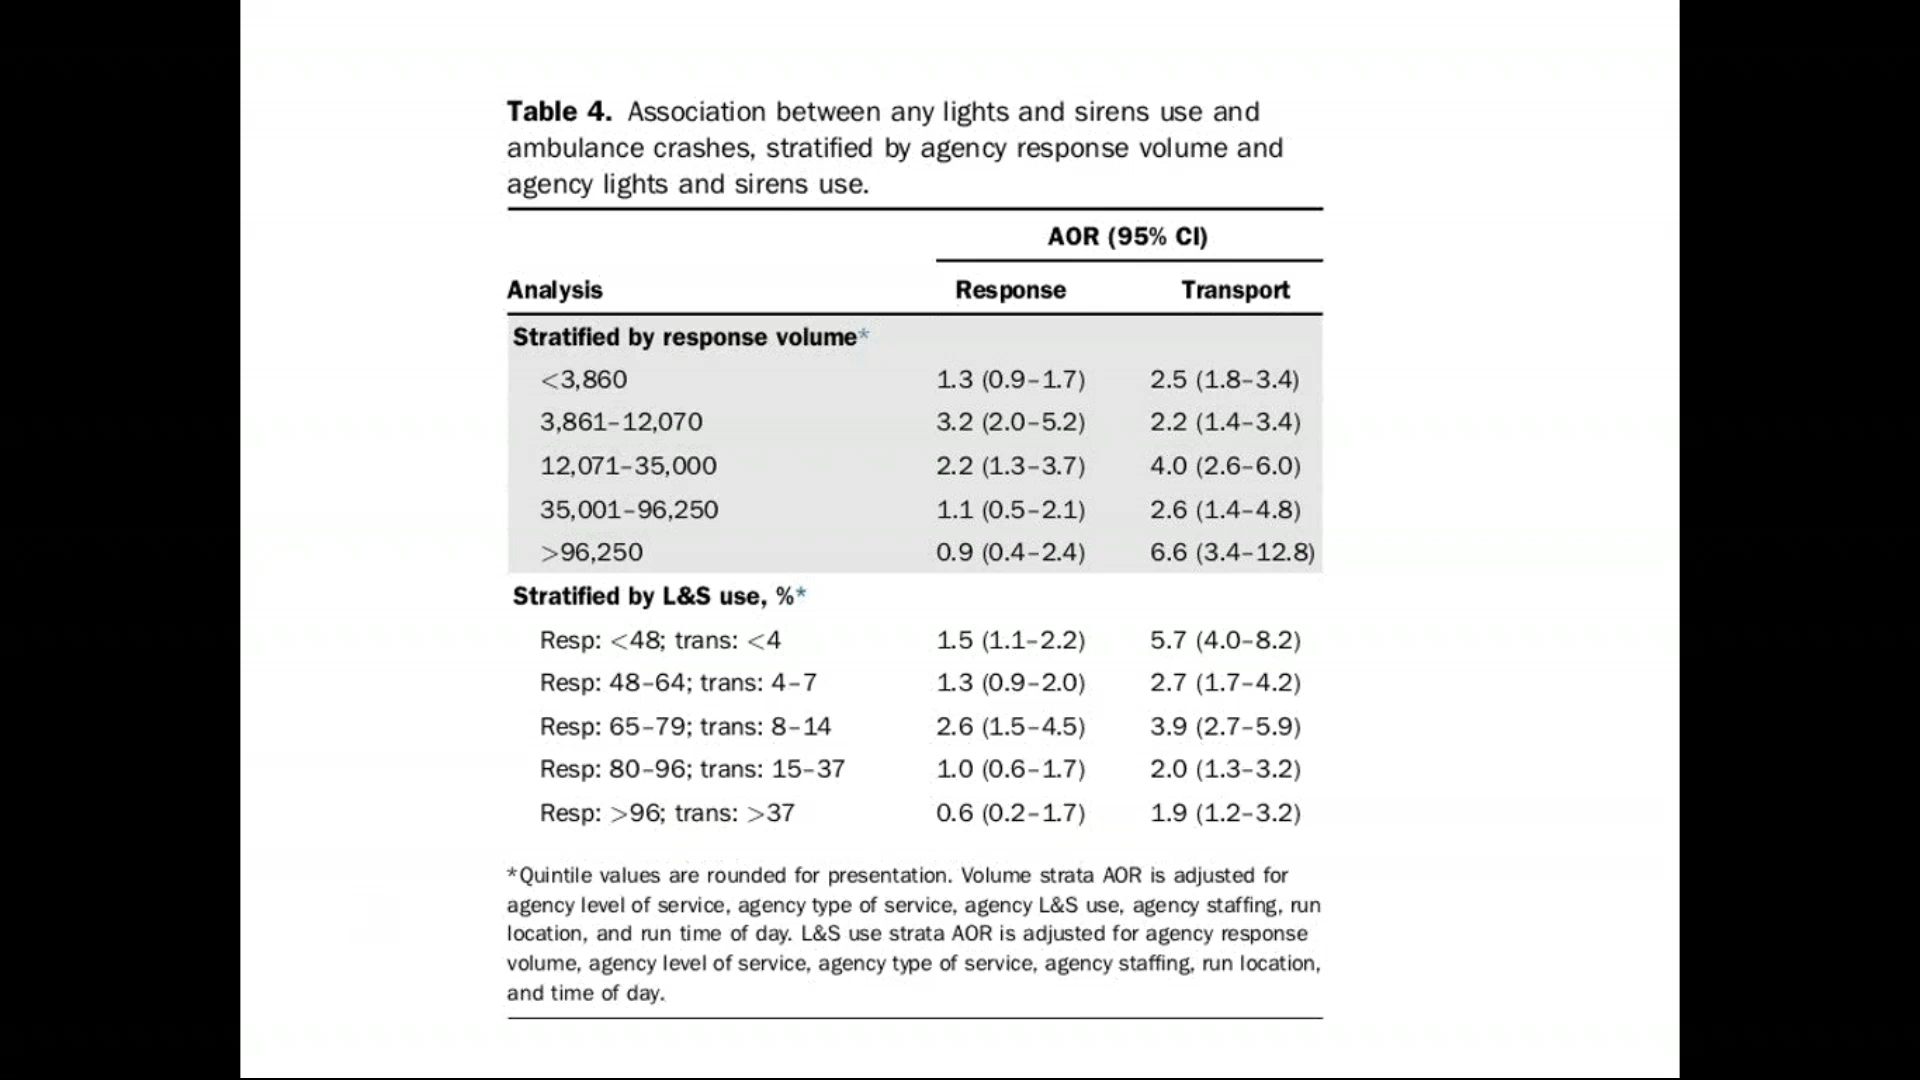 Table 4. Association between any lights and sirens use and
ambulance crashes, stratified by agency response volume and
agency lights and sirens use.
AOR (95% CI)
Analysis Response Transport
Stratified by response volume*
<3,860 1.3 (0.9–1.7) 2.5 (1.8–3.4)
3,861–12,070 3.2 (2.0–5.2) 2.2 (1.4–3.4)
12,071–35,000 2.2 (1.3–3.7) 4.0 (2.6–6.0)
35,001–96,250 1.1 (0.5–2.1) 2.6 (1.4–4.8)
>96,250 0.9 (0.4–2.4) 6.6 (3.4–12.8)
Stratified by L&S use, %*
Resp: <48; trans: <4 1.5 (1.1–2.2) 5.7 (4.0–8.2)
Resp: 48–64; trans: 4–7 1.3 (0.9–2.0) 2.7 (1.7–4.2)
Resp: 65–79; trans: 8–14 2.6 (1.5–4.5) 3.9 (2.7–5.9)
Resp: 80–96; trans: 15–37 1.0 (0.6–1.7) 2.0 (1.3–3.2)
Resp: >96; trans: >37 0.6 (0.2–1.7) 1.9 (1.2–3.2)
*Quintile values are rounded for presentation. Volume strata AOR is adjusted for
agency level of service, agency type of service, agency L&S use, agency staffing, run
location, and run time of day. L&S use strata AOR is adjusted for agency response
volume, agency level of service, agency type of service, agency staffing, run location,
and time of day.